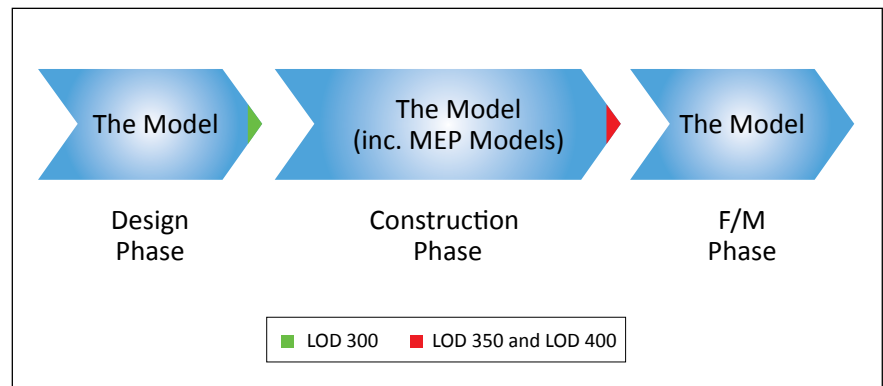 The Model
The Model
(inc. MEP Models)
The Model
Design
Phase
Construction
Phase
F/M
Phase
LOD 300
LOD 350 and LOD 400